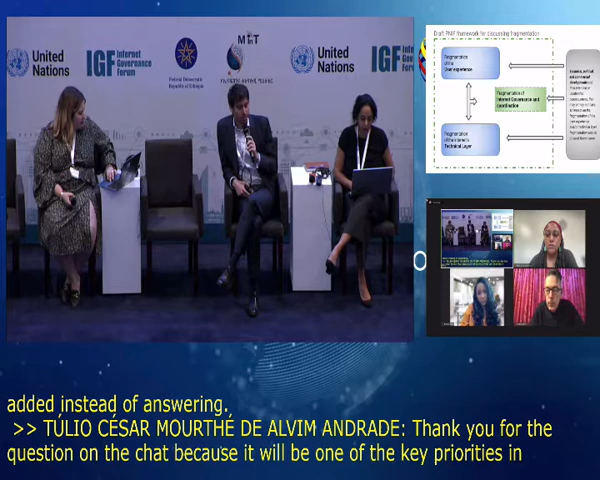 United
Nations
IGF Internet
Governance
Forum
Federal Democratic
Republic of Ethiopia
United
Nations
IGF Internet
Governance
Forum
Draft PNIF framework for discussing fragmentation
Fragmentation
of the
User experience
Fragmentation of
Internet Governance and
coordination
Fragmentation
of the Internet's
Technical Layer
added instead of answering.
>> TÚLIO CÉSAR MOURTHÉ DE ALVIM ANDRADE: Thank you for the
question on the chat because it will be one of the key priorities in